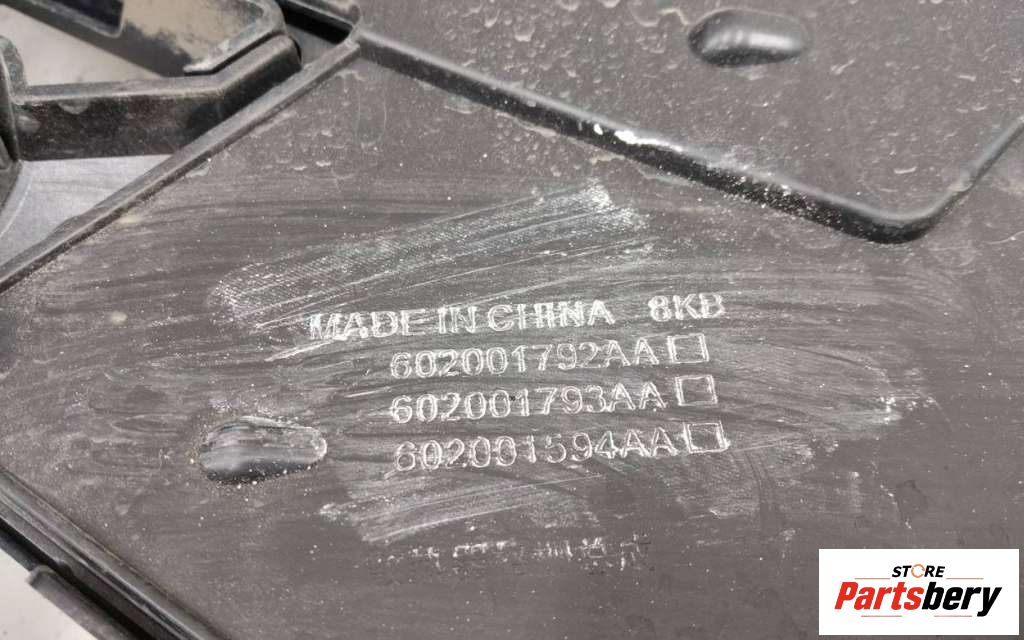 MADE IN CHINA 8KB
602001792AA
602001793AA
602001594AA
STORE
Partsbery